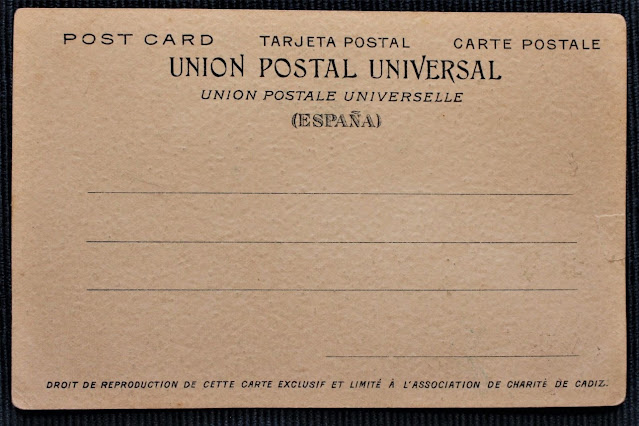 POST CARD TARJETA POSTAL CARTE POSTALE
UNION POSTAL UNIVERSAL
UNION POSTALE UNIVERSELLE
(ESPAÑA)
DROIT DE REPRODUCTION DE CETTE CARTE EXCLUSIF ET LIMITÉ À L'ASSOCIATION DE CHARITÉ DE CADIZ.